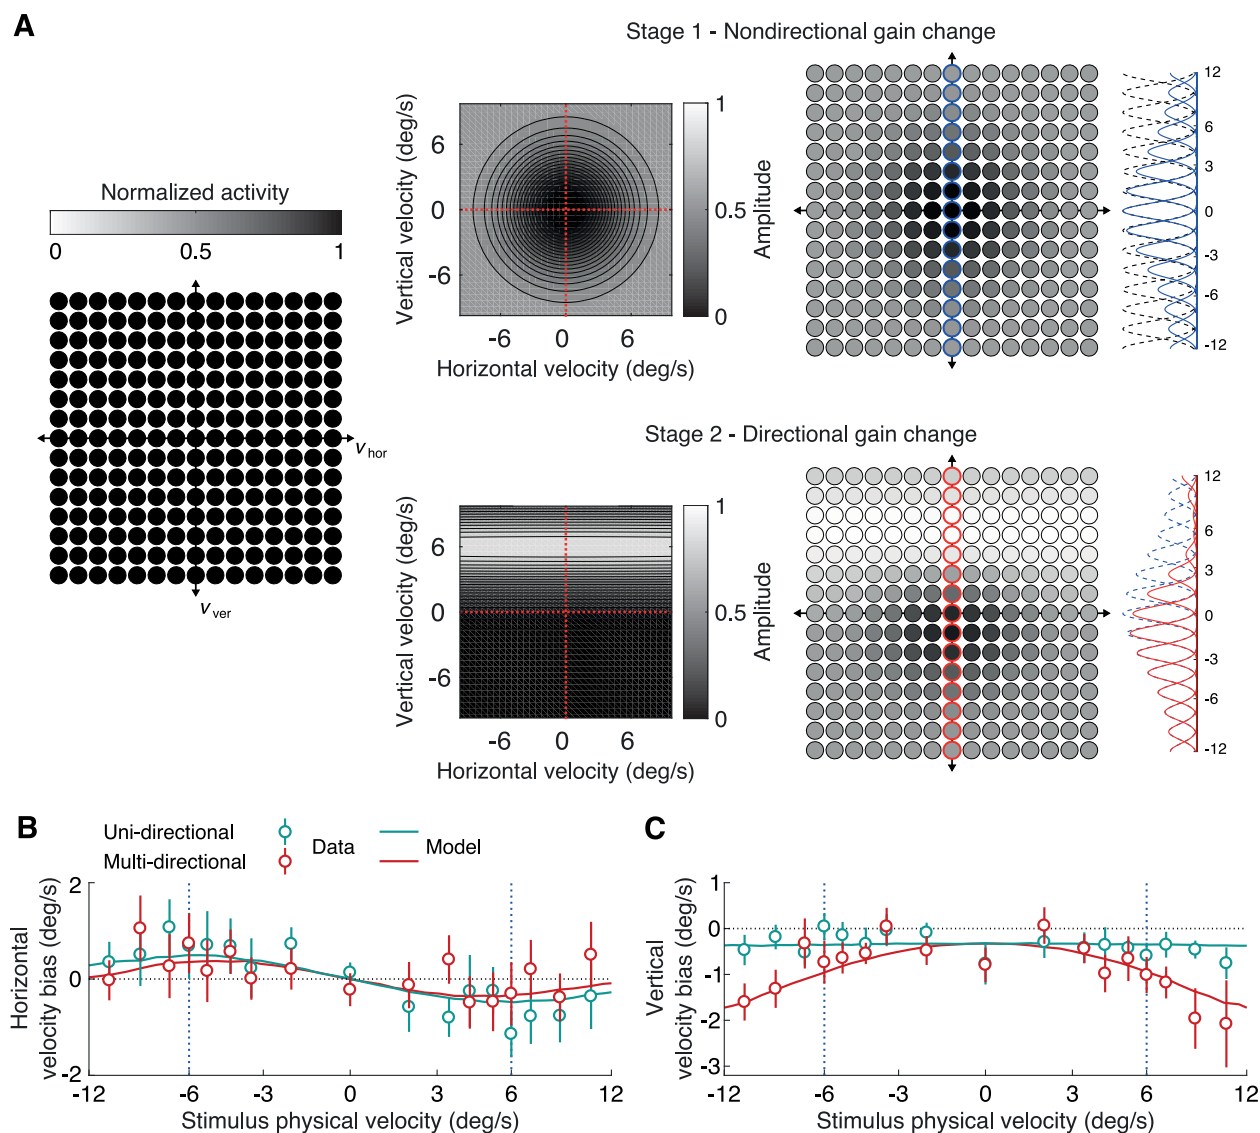 A
Stage 1 - Nondirectional gain change
Normalized activity
0 0.5 1
v hor
v ver
Vertical velocity (deg/s)
6
0
-6
-6 0 6
Horizontal velocity (deg/s)
1
0.5
0
Amplitude
12
6
3
0
-3
-6
-12
Stage 2 - Directional gain change
Vertical velocity (deg/s)
6
0
-6
-6 0 6
Horizontal velocity (deg/s)
1
0.5
0
Amplitude
12
6
3
0
-3
-6
-12
B
Uni-directional
Multi-directional
Data
Model
Horizontal
velocity bias (deg/s)
2
0
-2
-12 -6 -3 0 3 6 12
Stimulus physical velocity (deg/s)
C
Vertical
velocity bias (deg/s)
1
0
-1
-2
-3
-12 -6 -3 0 3 6 12
Stimulus physical velocity (deg/s)